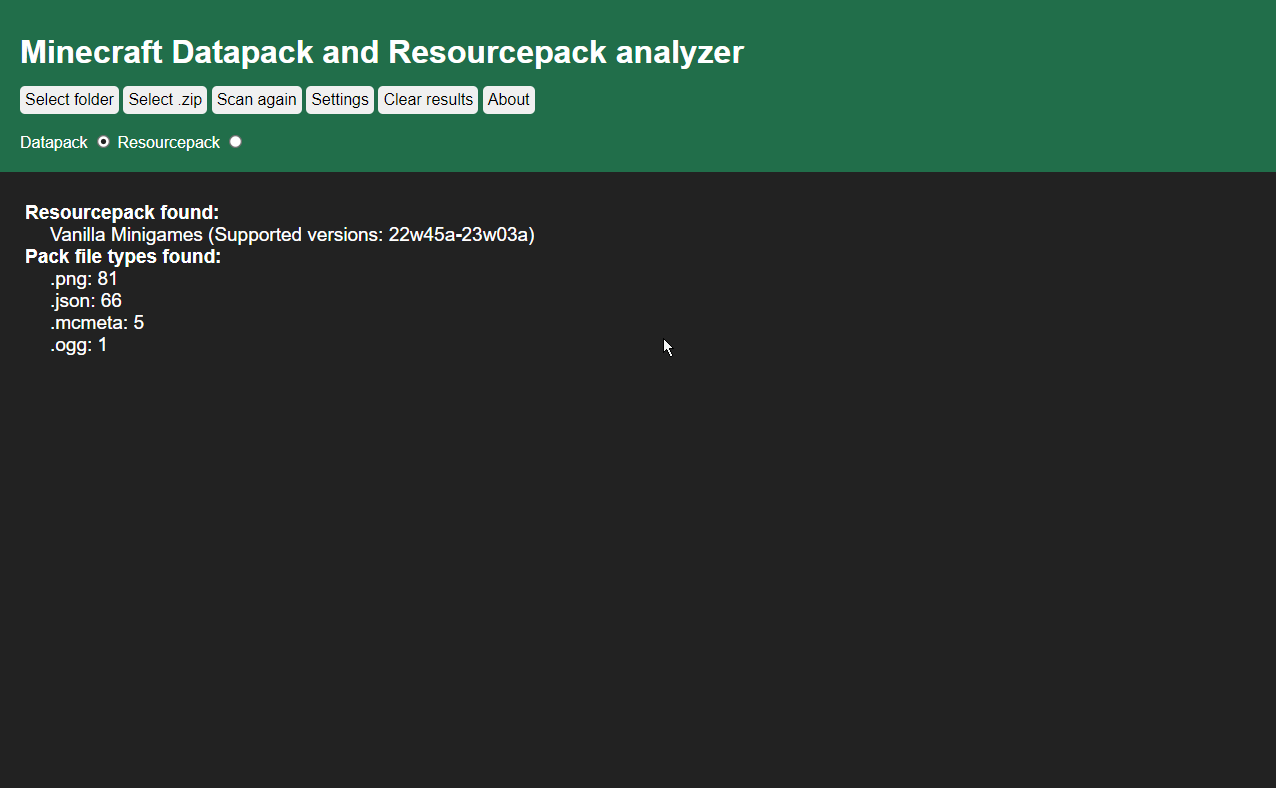 Minecraft Datapack and Resourcepack analyzer
Select folder Select .zip Scan again Settings Clear results About
Datapack Resourcepack
Resourcepack found:
Vanilla Minigames (Supported versions: 22w45a-23w03a)
Pack file types found:
.png: 81
.json: 66
.mcmeta: 5
.ogg: 1